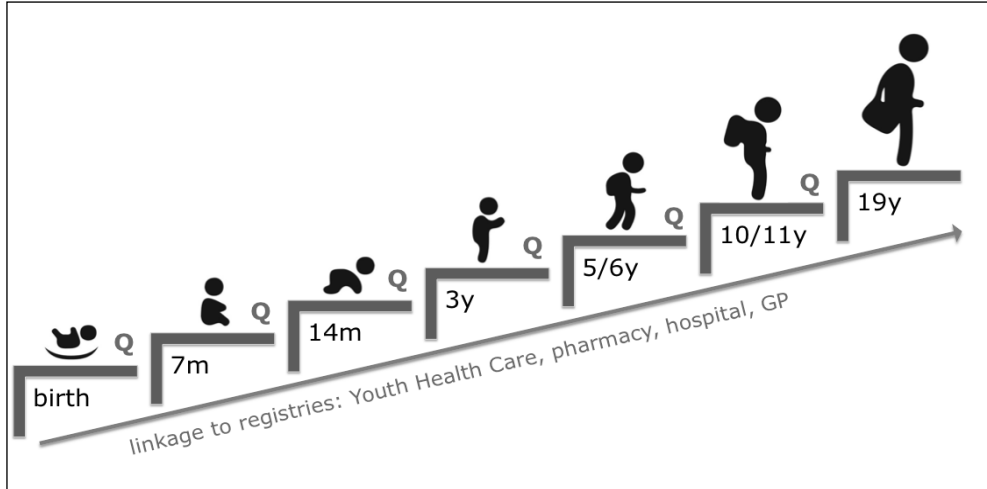 birth
Q
7m
Q
14m
Q
3y
Q
5/6y
Q
10/11y
Q
19y
linkage to registries: Youth Health Care, pharmacy, hospital, GP